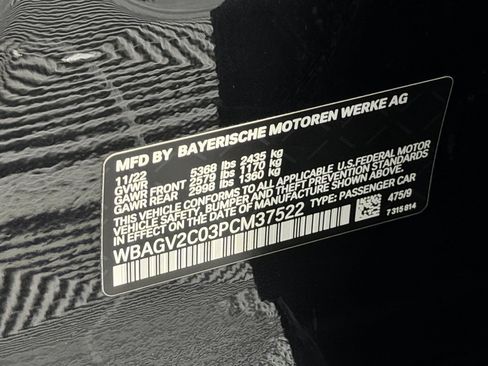 MFD BY BAYERISCHE MOTOREN WERKE AG
11/22 5368 lbs 2435 kg
GVWR
GAWR FRONT 2579 lbs 1170 kg
GAWR REAR 2998 lbs 1360 kg
THIS VEHICLE CONFORMS TO ALL APPLICABLE U.S. FEDERAL MOTOR
VEHICLE SAFETY, BUMPER, AND THEFT PREVENTION STANDARDS
IN EFFECT ON THE DATE OF MANUFACTURE SHOWN ABOVE.
WBAGV2C03PCM37522 TYPE: PASSENGER CAR
475/9
7 315 814